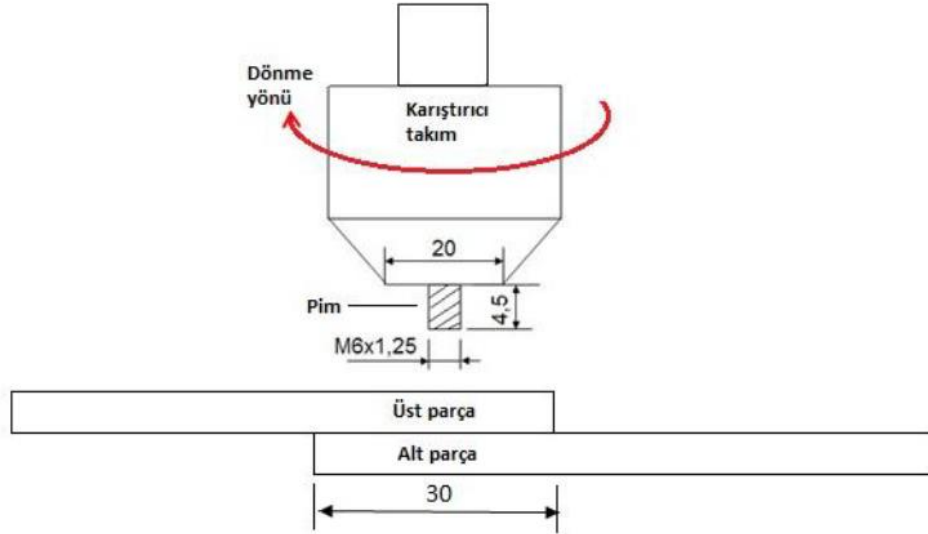 Dönme
yönü
Karıştırıcı
takım
20
Pim
4,5
M6x1,25
Üst parça
Alt parça
30